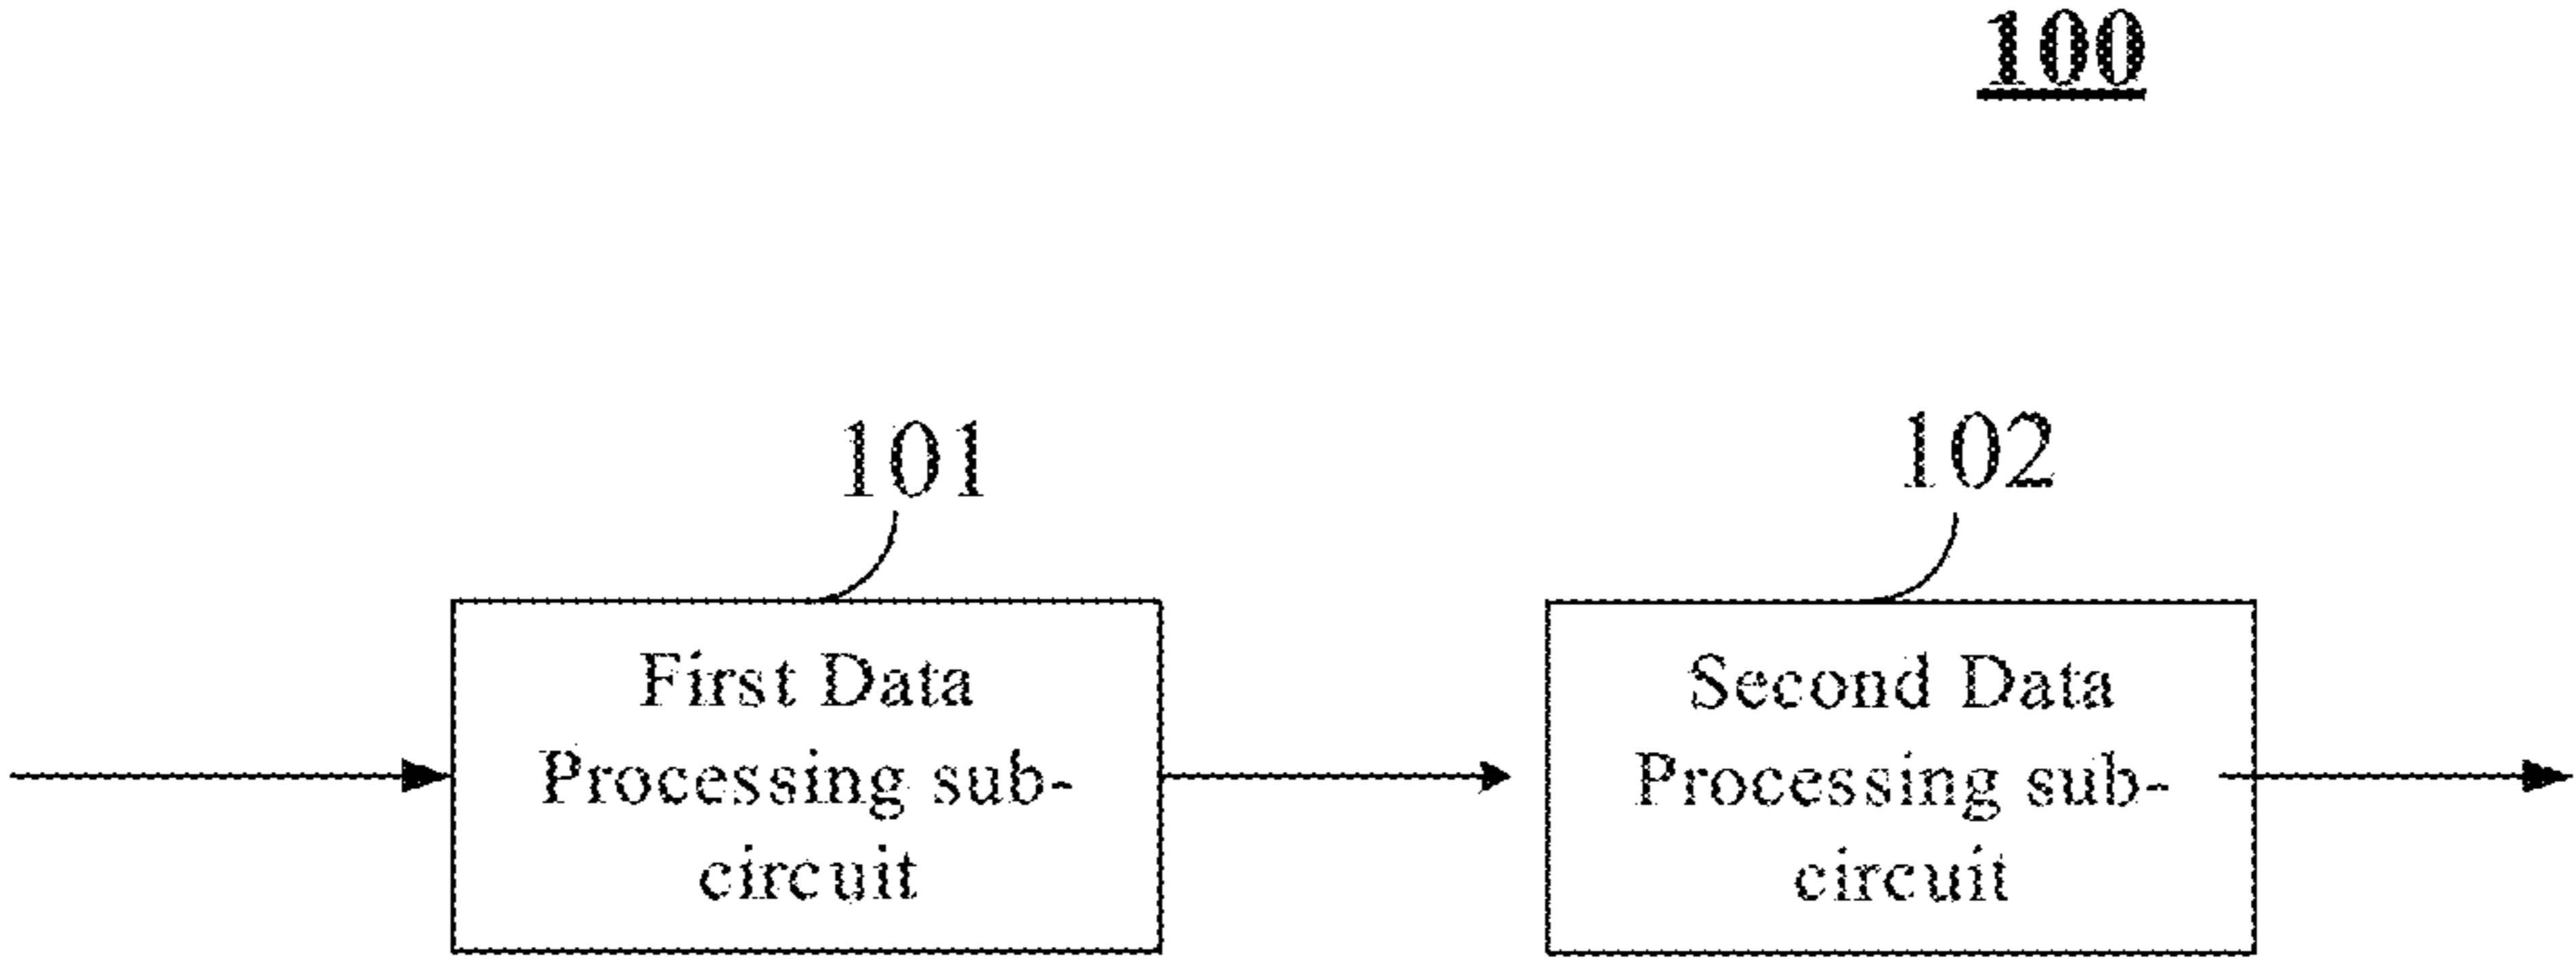 100
101
102
First Data
Processing sub-
circuit
Second Data
Processing sub-
circuit